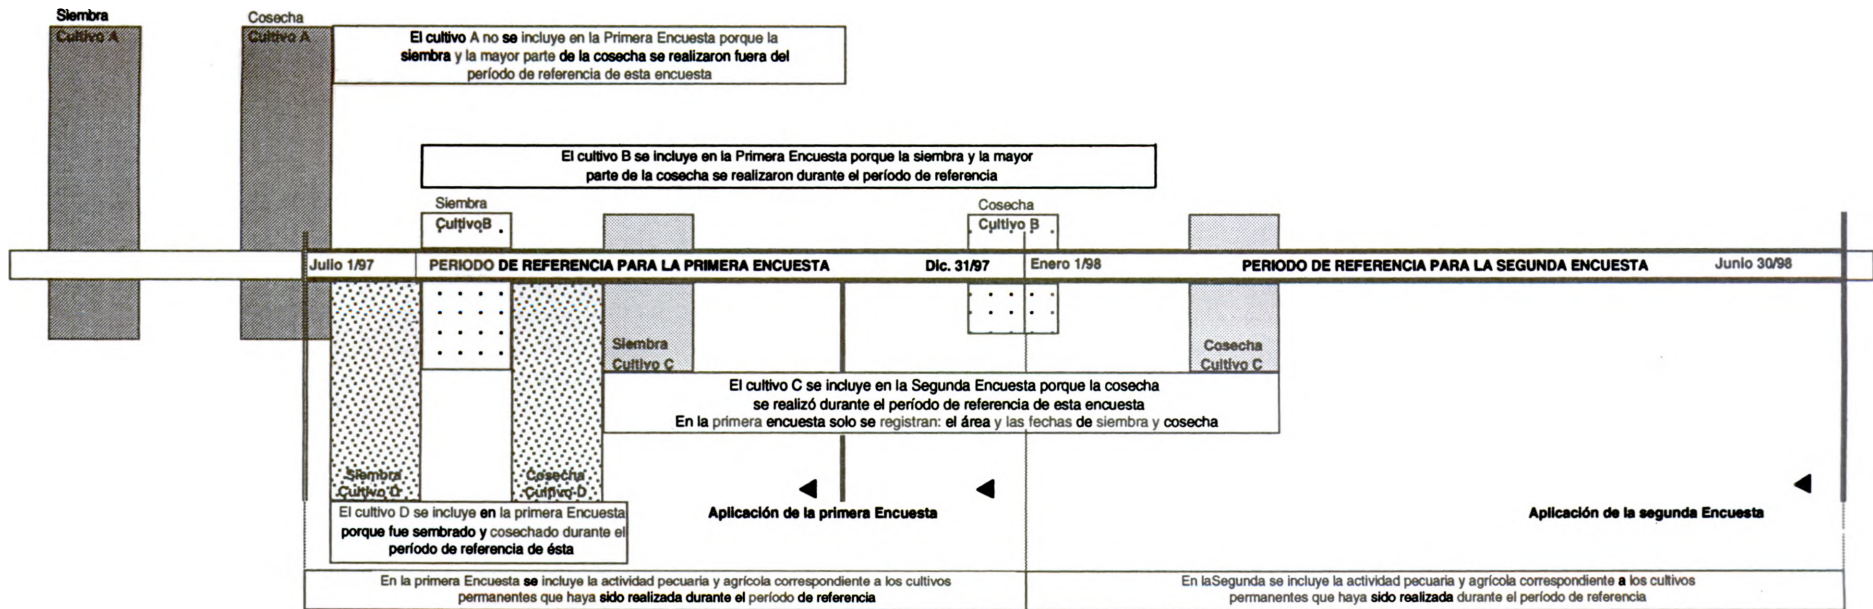 Siembra
Cultivo A
Cosecha
Cultivo A
El cultivo A no se incluye en la Primera Encuesta porque la
siembra y la mayor parte de la cosecha se realizaron fuera del
período de referencia de esta encuesta
El cultivo B se incluye en la Primera Encuesta porque la siembra y la mayor
parte de la cosecha se realizaron durante el período de referencia
Siembra
CultivoB
Cosecha
Cultivo B
Julio 1/97
PERIODO DE REFERENCIA PARA LA PRIMERA ENCUESTA
Dic. 31/97
Enero 1/98
PERIODO DE REFERENCIA PARA LA SEGUNDA ENCUESTA
Junio 30/98
Siembra
Cultivo C
Cosecha
Cultivo C
El cultivo C se incluye en la Segunda Encuesta porque la cosecha
se realizó durante el período de referencia de esta encuesta
En la primera encuesta solo se registran: el área y las fechas de siembra y cosecha
Siembra
Cultivo D
Cosecha
Cultivo D
El cultivo D se incluye en la primera Encuesta
porque fue sembrado y cosechado durante el
período de referencia de ésta
Aplicación de la primera Encuesta
Aplicación de la segunda Encuesta
En la primera Encuesta se incluye la actividad pecuaria y agrícola correspondiente a los cultivos
permanentes que haya sido realizada durante el período de referencia
En laSegunda se incluye la actividad pecuaria y agrícola correspondiente a los cultivos
permanentes que haya sido realizada durante el período de referencia